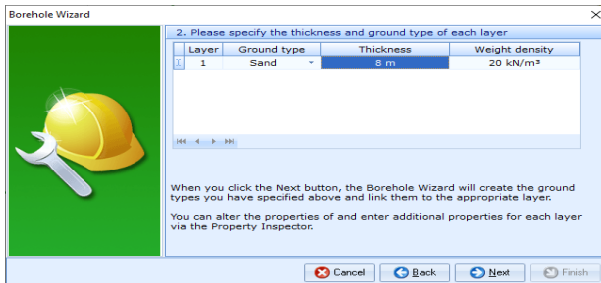 Borehole Wizard
2. Please specify the thickness and ground type of each layer
Layer Ground type Thickness Weight density
1 Sand 8 m 20 kN/m³
When you click the Next button, the Borehole Wizard will create the ground
types you have specified above and link them to the appropriate layer.
You can alter the properties of and enter additional properties for each layer
via the Property Inspector.
Cancel Back Next Finish